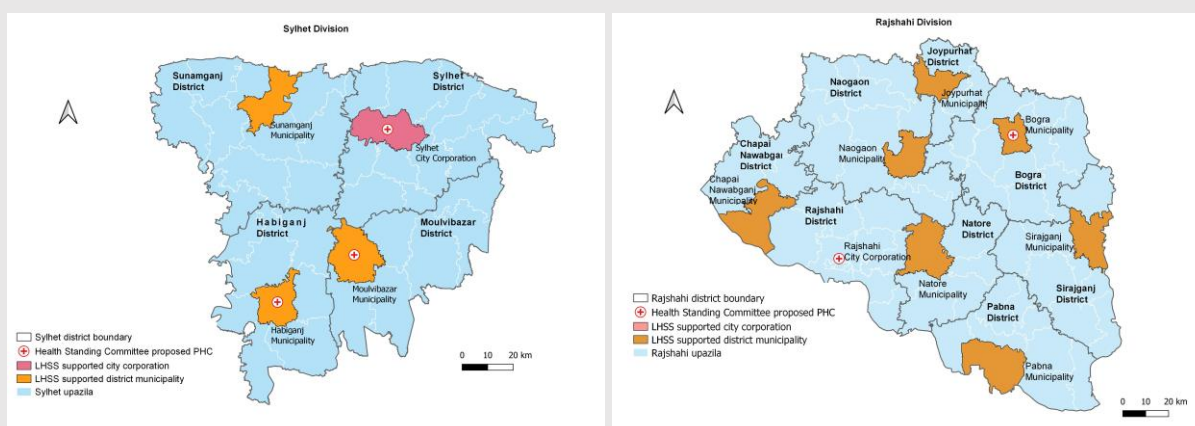 Sylhet Division
Sunamganj
District
Sylhet
District
Sunamganj
Municipality
Sylhet
City Corporation
Habiganj
District
Moulvibazar
District
Moulvibazar
Municipality
Habiganj
Municipality
Sylhet district boundary
Health Standing Committee proposed PHC
LHSS supported city corporation
LHSS supported district municipality
Sylhet upazila
0 10 20 km
Rajshahi Division
Joypurhat
District
Naogaon
District
Joypurhat
Municipality
Bogra
Municipality
Chapai
Nawabganj
District
Naogaon
Municipality
Chapai
Nawabganj
Municipality
Bogra
District
Rajshahi
District
Natore
District
Sirajganj
Municipality
Rajshahi
City Corporation
Natore
Municipality
Sirajganj
District
Pabna
District
Pabna
Municipality
Rajshahi district boundary
Health Standing Committee proposed PHC
LHSS supported city corporation
LHSS supported district municipality
Rajshahi upazila
0 10 20 km